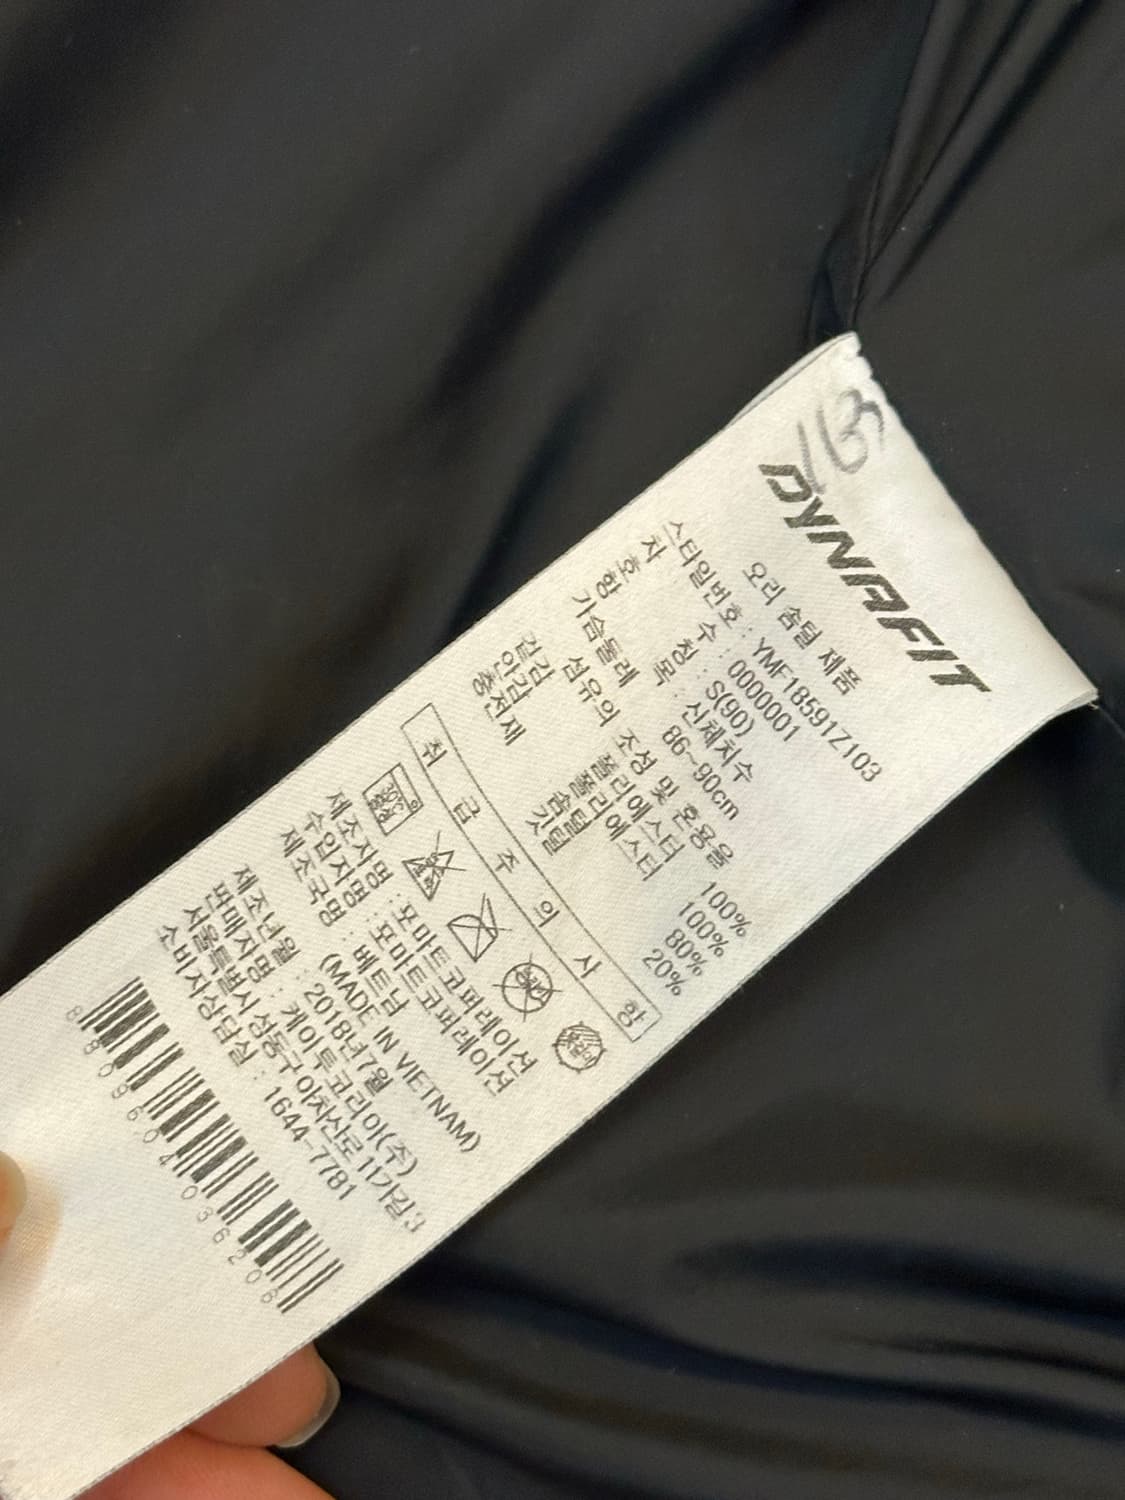 163
DYNAFIT
오리 솜털 제품
스타일번호 : YMF18591Z103
차 수 : 0000001
호 칭 : S(90)
항 목 : 신체치수
가슴둘레 86~90cm
섬유의 조성 및 혼용율
겉감 폴리에스터 100%
안감 폴리에스터 100%
충전재 솜털 80%
깃털 20%
취 급 주 의 사 항
30℃
제조자명 : 포마트코퍼레이션
수입자명 : 포마트코퍼레이션
제조국명 : 베트남
(MADE IN VIETNAM)
제조년월 : 2018년7월
판매자명 : 케이투코리아(주)
서울특별시 성동구 아차산로 11가길 3
소비자상담실 : 1644-7781
8809604036208